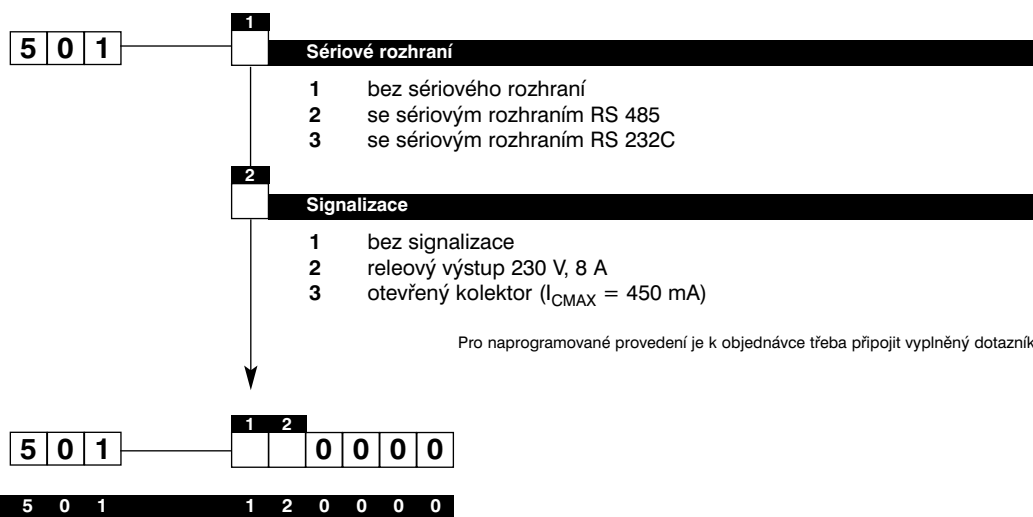 1
5 0 1
Sériové rozhraní
1 bez sériového rozhraní
2 se sériovým rozhraním RS 485
3 se sériovým rozhraním RS 232C
2
Signalizace
1 bez signalizace
2 releový výstup 230 V, 8 A
3 otevřený kolektor (ICMAX = 450 mA)
Pro naprogramované provedení je k objednávce třeba připojit vyplněný dotazník
1 2
5 0 1 0 0 0 0
5 0 1 1 2 0 0 0 0